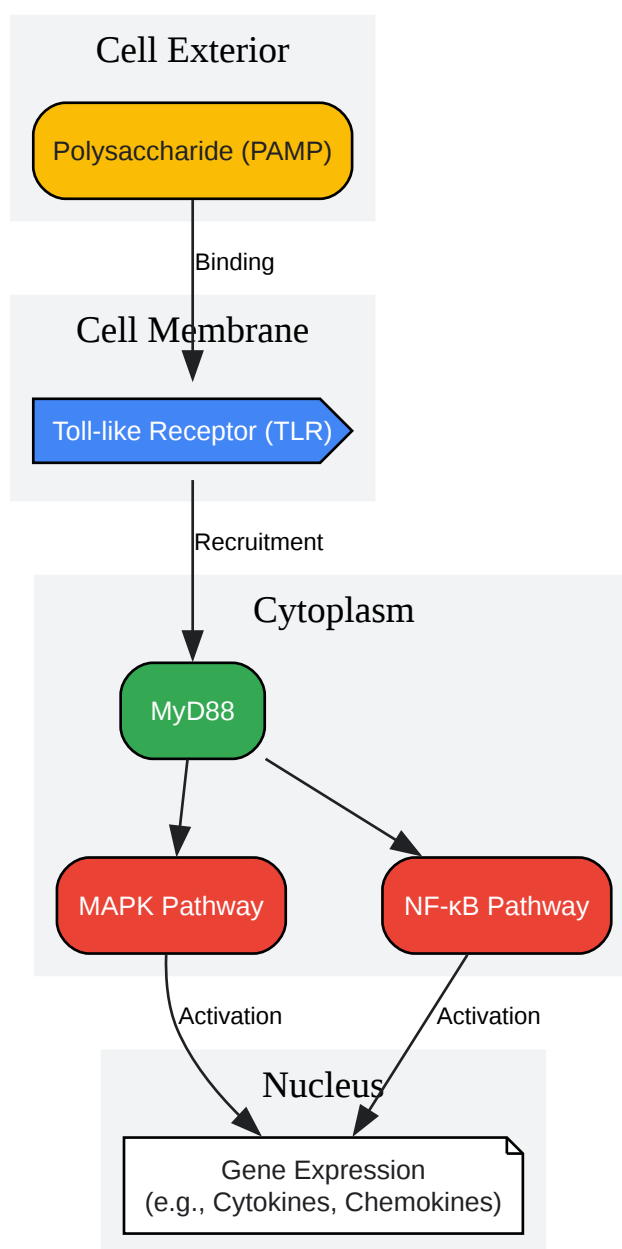 Cell Exterior
Polysaccharide (PAMP)
Binding
Cell Membrane
Toll-like Receptor (TLR)
Recruitment
Cytoplasm
MyD88
MAPK Pathway
NF-κB Pathway
Activation
Activation
Nucleus
Gene Expression
(e.g., Cytokines, Chemokines)